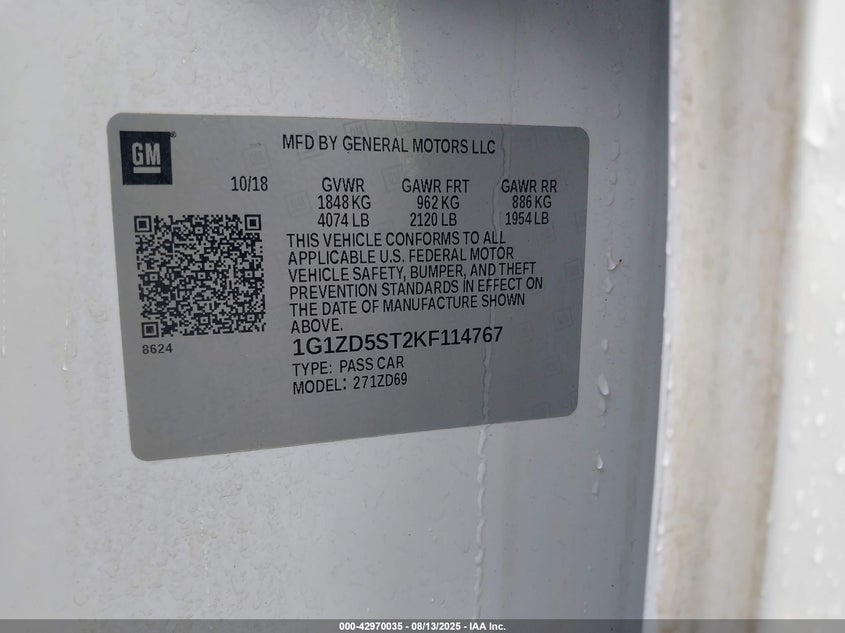 GM
MFD BY GENERAL MOTORS LLC
10/18 GVWR GAWR FRT GAWR RR
1848 KG 962 KG 886 KG
4074 LB 2120 LB 1954 LB
THIS VEHICLE CONFORMS TO ALL
APPLICABLE U.S. FEDERAL MOTOR
VEHICLE SAFETY, BUMPER, AND THEFT
PREVENTION STANDARDS IN EFFECT ON
THE DATE OF MANUFACTURE SHOWN
ABOVE.
8624
1G1ZD5ST2KF114767
TYPE: PASS CAR
MODEL: 271ZD69
000-42970035 - 08/13/2025 - IAA Inc.